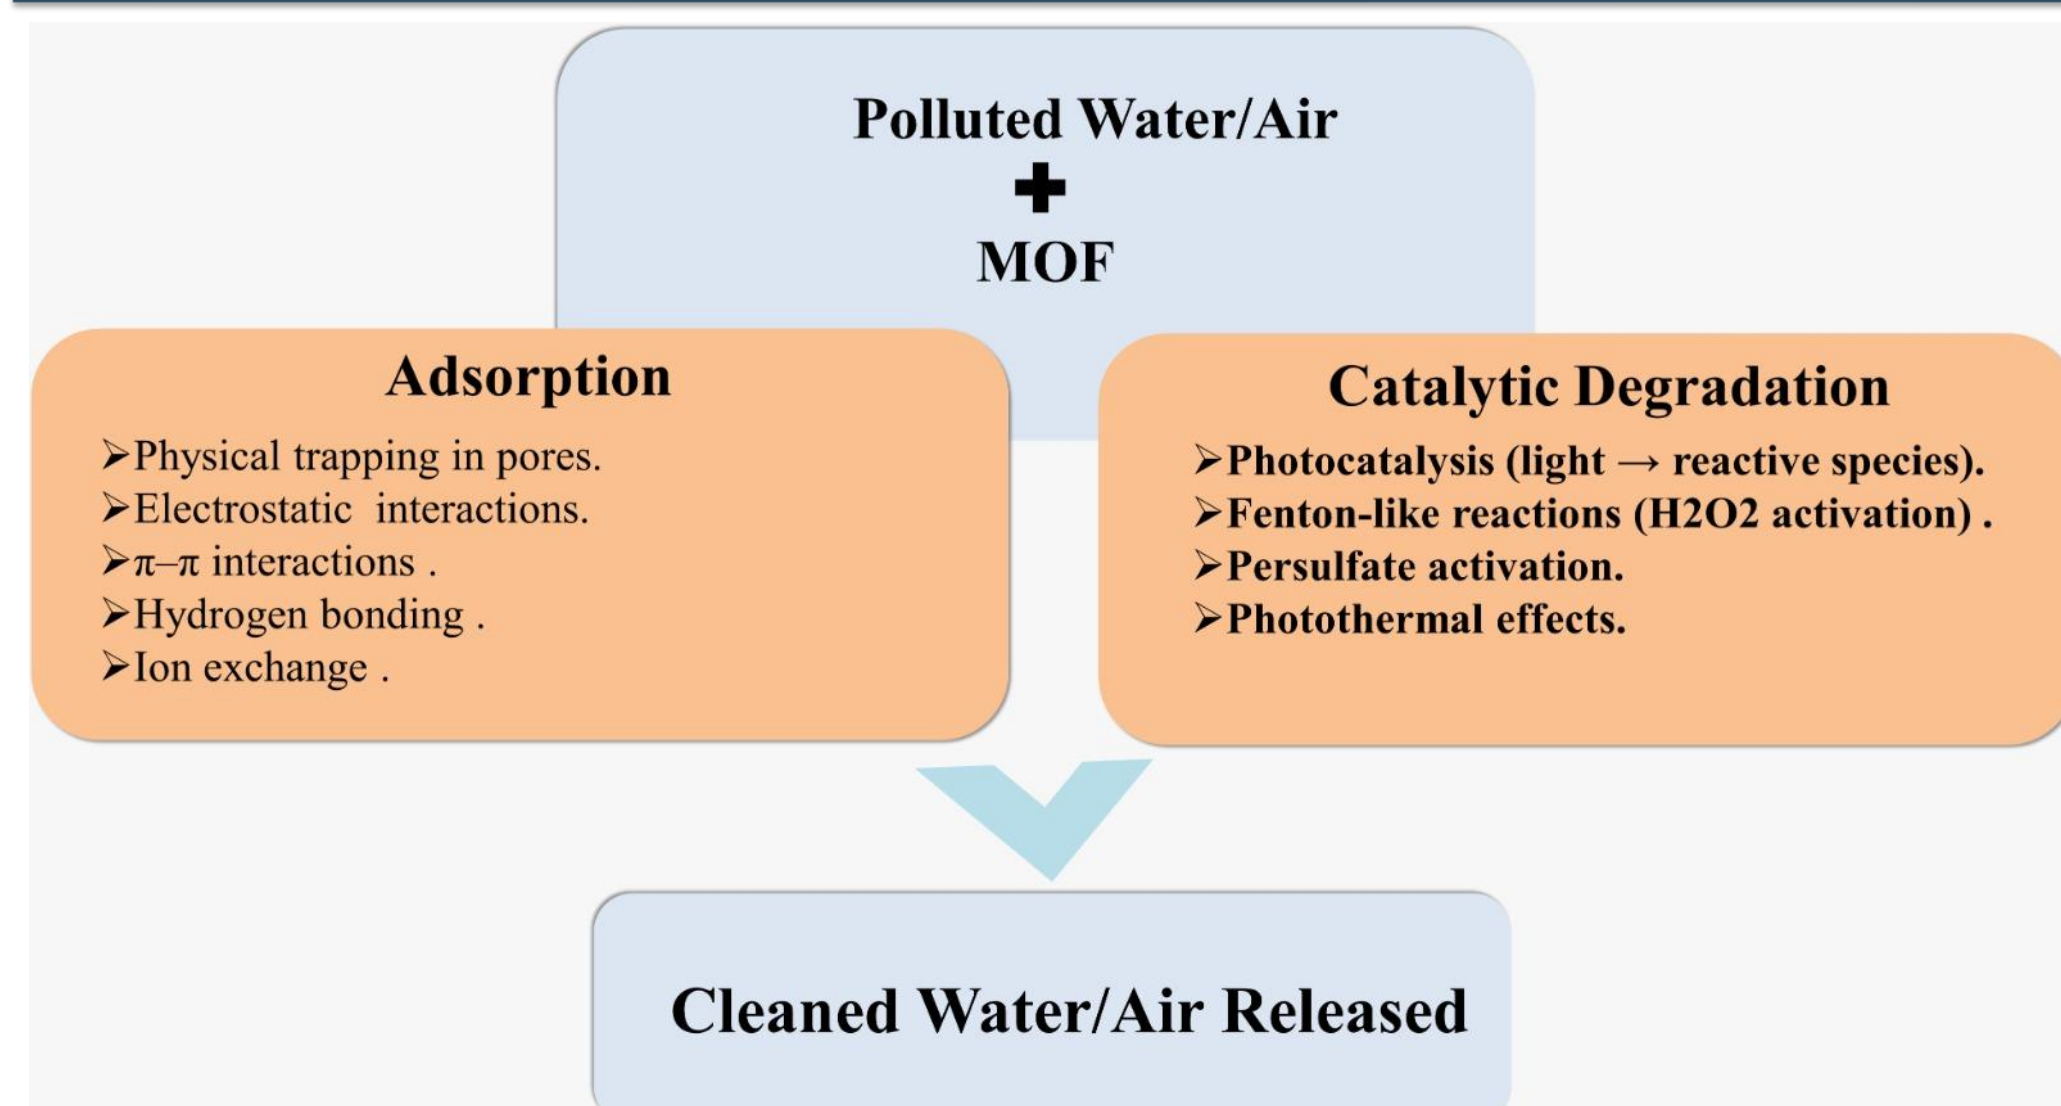 Polluted Water/Air
✚
MOF
Adsorption
➢Physical trapping in pores.
➢Electrostatic  interactions.
➢π–π interactions .
➢Hydrogen bonding .
➢Ion exchange .
Catalytic Degradation
➢Photocatalysis (light → reactive species).
➢Fenton-like reactions (H2O2 activation) .
➢Persulfate activation.
➢Photothermal effects.
Cleaned Water/Air Released